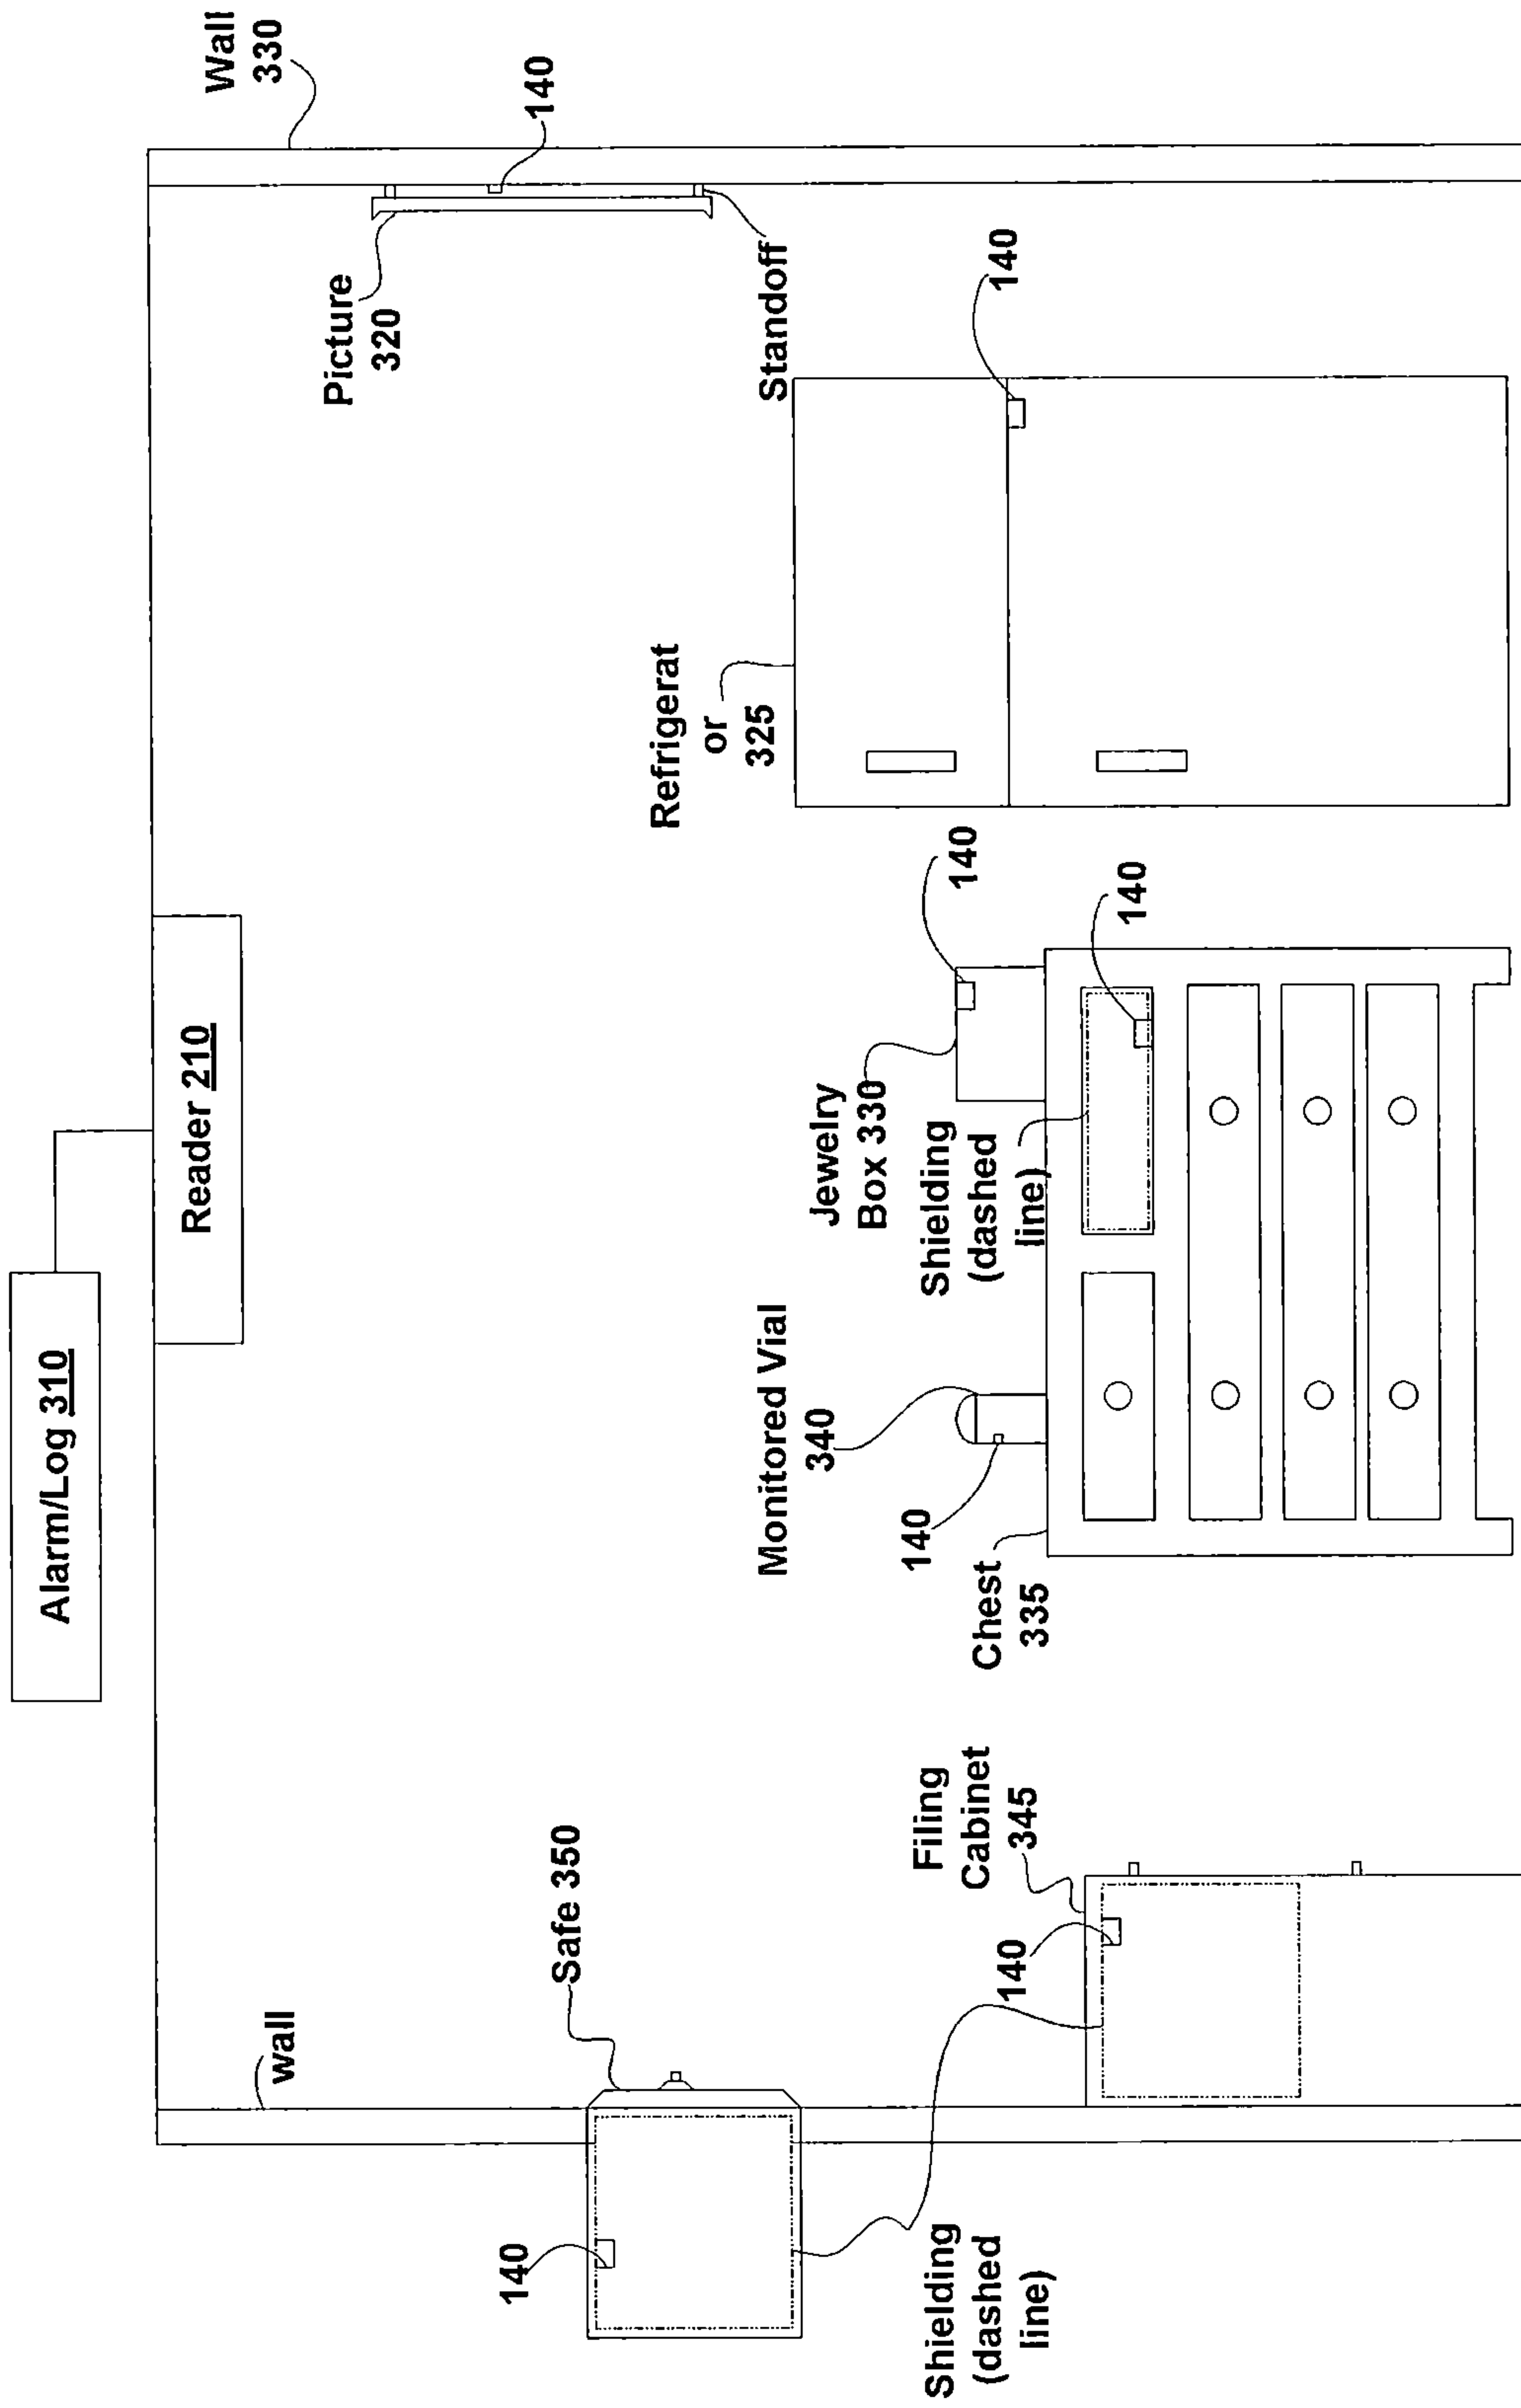 Alarm/Log 310
Reader 210
wall
Wall
330
140
Picture
320
Standoff
Safe 350
140
Shielding
(dashed
line)
Filing
Cabinet
345
140
Monitored Vial
340
140
Chest
335
Jewelry
Box 330
Shielding
(dashed
line)
140
140
Refrigerat
or
325
140